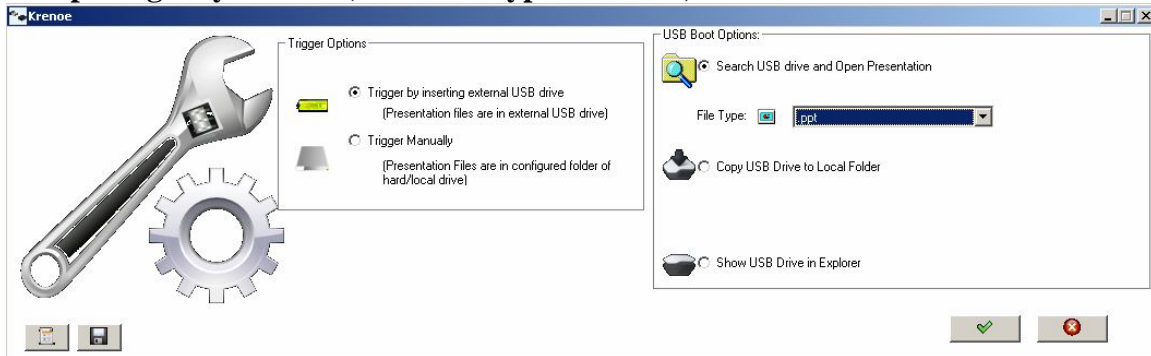 Krenoe
Trigger Options
Trigger by inserting external USB drive
(Presentation files are in external USB drive)
Trigger Manually
(Presentation Files are in configured folder of
hard/local drive)
USB Boot Options:
Search USB drive and Open Presentation
File Type:
.ppt
Copy USB Drive to Local Folder
Show USB Drive in Explorer